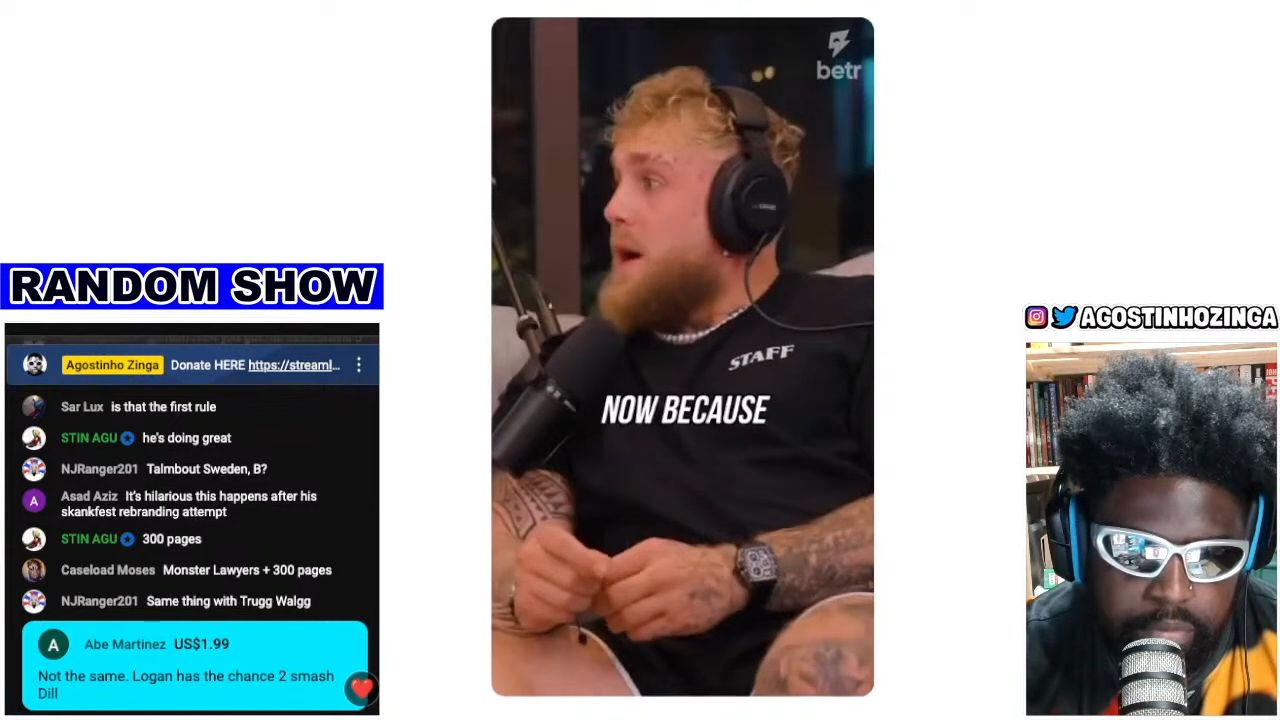 betr
STAFF
NOW BECAUSE
RANDOM SHOW
Agostinho Zinga Donate HERE https://streaml...
Sar Lux is that the first rule
STIN AGU he's doing great
NJRanger201 Talmbout Sweden, B?
Asad Aziz It's hilarious this happens after his
skankfest rebranding attempt
STIN AGU 300 pages
Caseload Moses Monster Lawyers + 300 pages
NJRanger201 Same thing with Trugg Walgg
A Abe Martinez US$1.99
Not the same. Logan has the chance 2 smash
Dill
AGOSTINHOZINGA